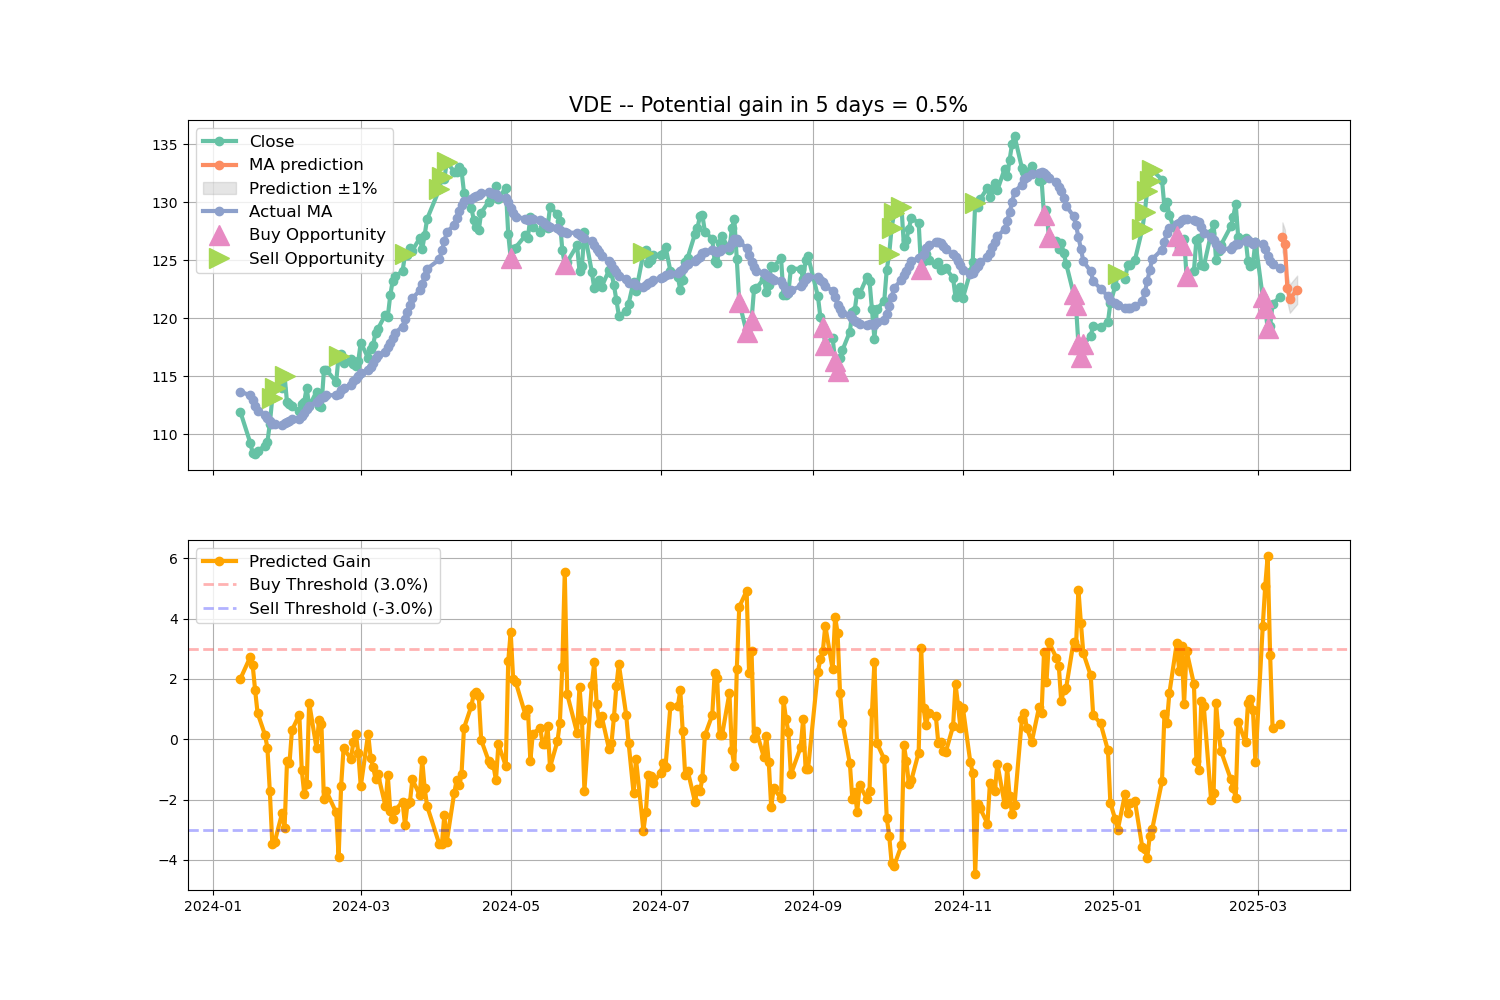 VDE -- Potential gain in 5 days = 0.5%
135
130
125
120
115
110
Close
MA prediction
Prediction ±1%
Actual MA
Buy Opportunity
Sell Opportunity
6
4
2
0
−2
−4
Predicted Gain
Buy Threshold (3.0%)
Sell Threshold (-3.0%)
2024-01
2024-03
2024-05
2024-07
2024-09
2024-11
2025-01
2025-03